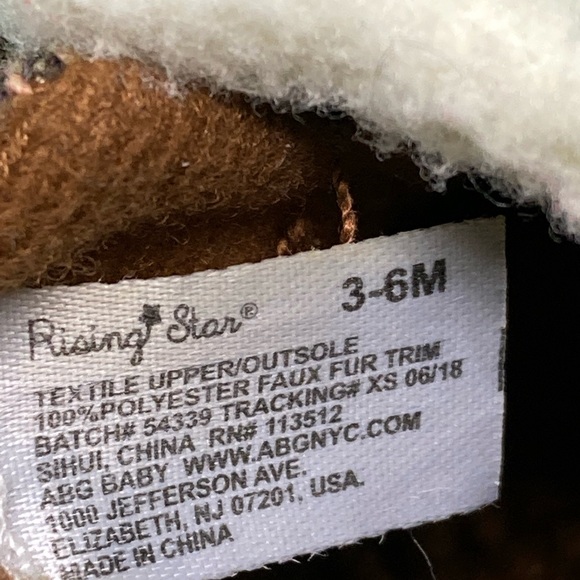 Rising Star®
3-6M
TEXTILE UPPER/OUTSOLE
100%POLYESTER FAUX FUR TRIM
BATCH# 54339 TRACKING# XS 06/18
SIHUI, CHINA RN# 113512
ABG BABY WWW.ABGNYC.COM
1000 JEFFERSON AVE.
ELIZABETH, NJ 07201, USA.
MADE IN CHINA